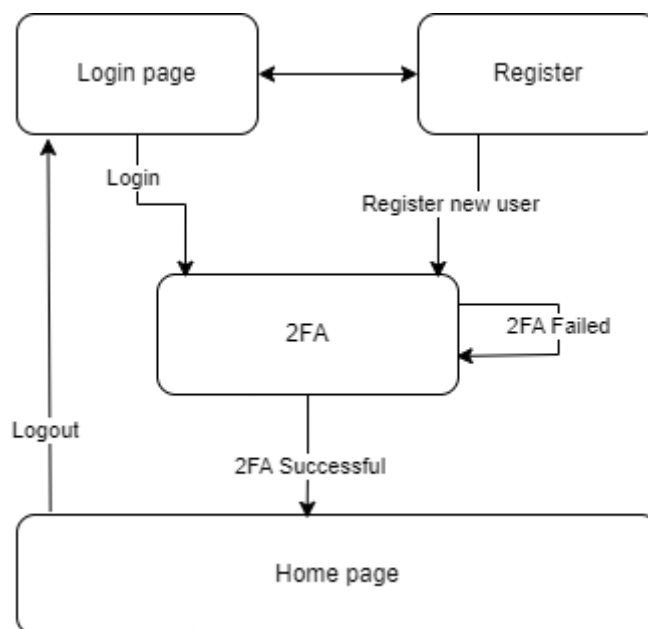 Login page
Register
Login
Register new user
2FA
2FA Failed
Logout
2FA Successful
Home page